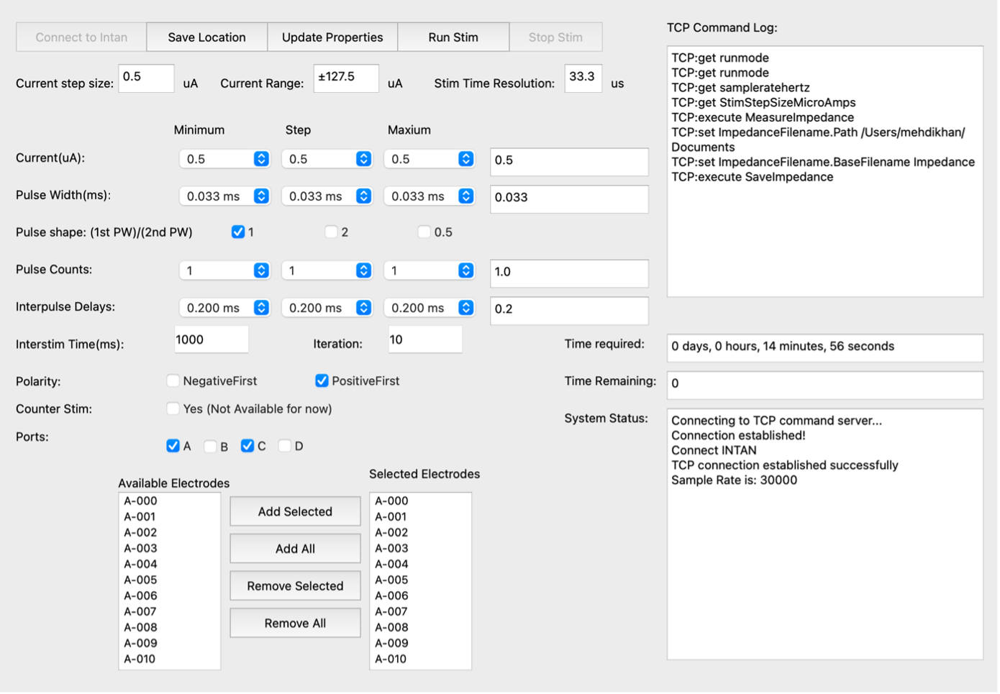 Connect to Intan Save Location Update Properties Run Stim Stop Stim
Current step size: 0.5 uA Current Range: ±127.5 uA Stim Time Resolution: 33.3 us
Minimum Step Maxium
Current(uA): 0.5 0.5 0.5 0.5
Pulse Width(ms): 0.033 ms 0.033 ms 0.033 ms 0.033
Pulse shape: (1st PW)/(2nd PW) 1 2 0.5
Pulse Counts: 1 1 1 1.0
Interpulse Delays: 0.200 ms 0.200 ms 0.200 ms 0.2
Interstim Time(ms): 1000 Iteration: 10
Polarity: NegativeFirst PositiveFirst
Counter Stim: Yes (Not Available for now)
Ports: A B C D
Available Electrodes
A-000
A-001
A-002
A-003
A-004
A-005
A-006
A-007
A-008
A-009
A-010
Add Selected
Add All
Remove Selected
Remove All
Selected Electrodes
A-000
A-001
A-002
A-003
A-004
A-005
A-006
A-007
A-008
A-009
A-010
TCP Command Log:
TCP:get runmode
TCP:get runmode
TCP:get sampleratehertz
TCP:get StimStepSizeMicroAmps
TCP:execute MeasureImpedance
TCP:set ImpedanceFilename.Path /Users/mehdikhan/
Documents
TCP:set ImpedanceFilename.BaseFilename Impedance
TCP:execute SaveImpedance
Time required: 0 days, 0 hours, 14 minutes, 56 seconds
Time Remaining: 0
System Status:
Connecting to TCP command server...
Connection established!
Connect INTAN
TCP connection established successfully
Sample Rate is: 30000